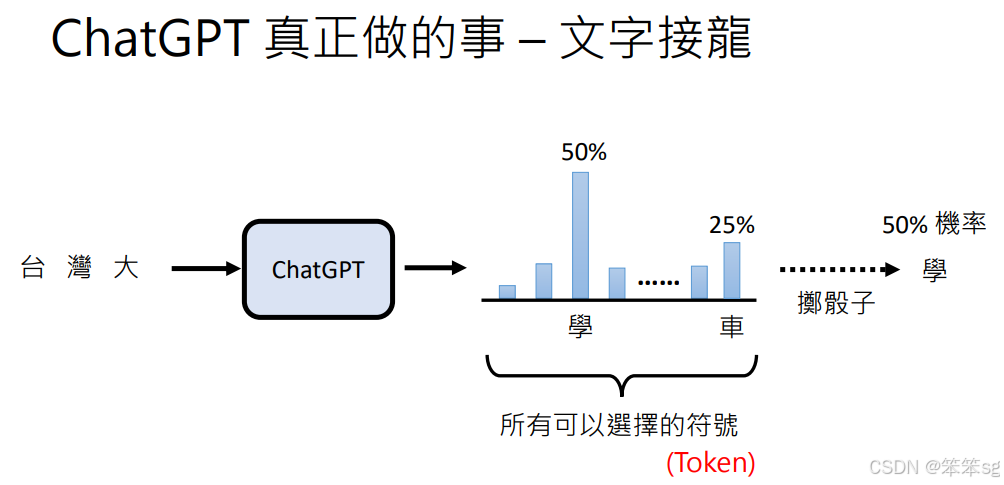 ChatGPT 真正做的事 – 文字接龍
台 灣 大
ChatGPT
50%
25%
......
學
車
所有可以選擇的符號
(Token)
擲骰子
50% 機率
學
CSDN @笨笨sg